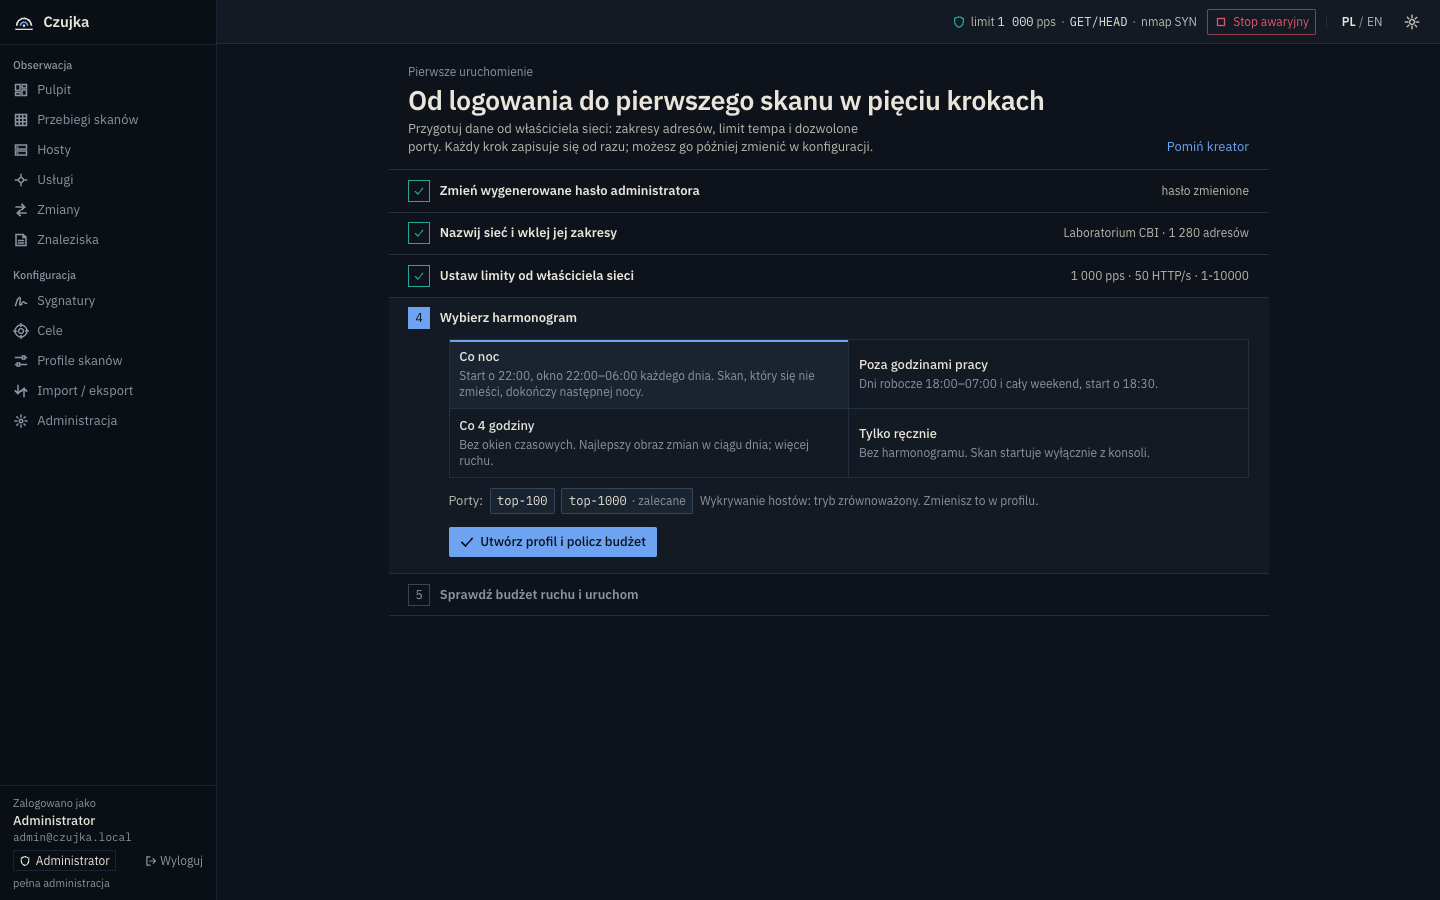 Czujka
limit 1 000 pps · GET/HEAD · nmap SYN
Stop awaryjny
PL / EN
Obserwacja
Pulpit
Przebiegi skanów
Hosty
Usługi
Zmiany
Znaleziska
Konfiguracja
Sygnatury
Cele
Profile skanów
Import / eksport
Administracja
Zalogowano jako
Administrator
admin@czujka.local
Administrator
Wyloguj
pełna administracja
Pierwsze uruchomienie
Od logowania do pierwszego skanu w pięciu krokach
Przygotuj dane od właściciela sieci: zakresy adresów, limit tempa i dozwolone
porty. Każdy krok zapisuje się od razu; możesz go później zmienić w konfiguracji.
Pomiń kreator
Zmień wygenerowane hasło administratora
hasło zmienione
Nazwij sieć i wklej jej zakresy
Laboratorium CBI · 1 280 adresów
Ustaw limity od właściciela sieci
1 000 pps · 50 HTTP/s · 1-10000
4 Wybierz harmonogram
Co noc
Start o 22:00, okno 22:00–06:00 każdego dnia. Skan, który się nie
zmieści, dokończy następnej nocy.
Poza godzinami pracy
Dni robocze 18:00–07:00 i cały weekend, start o 18:30.
Co 4 godziny
Bez okien czasowych. Najlepszy obraz zmian w ciągu dnia; więcej
ruchu.
Tylko ręcznie
Bez harmonogramu. Skan startuje wyłącznie z konsoli.
Porty: top-100 top-1000 · zalecane Wykrywanie hostów: tryb zrównoważony. Zmienisz to w profilu.
Utwórz profil i policz budżet
5 Sprawdź budżet ruchu i uruchom